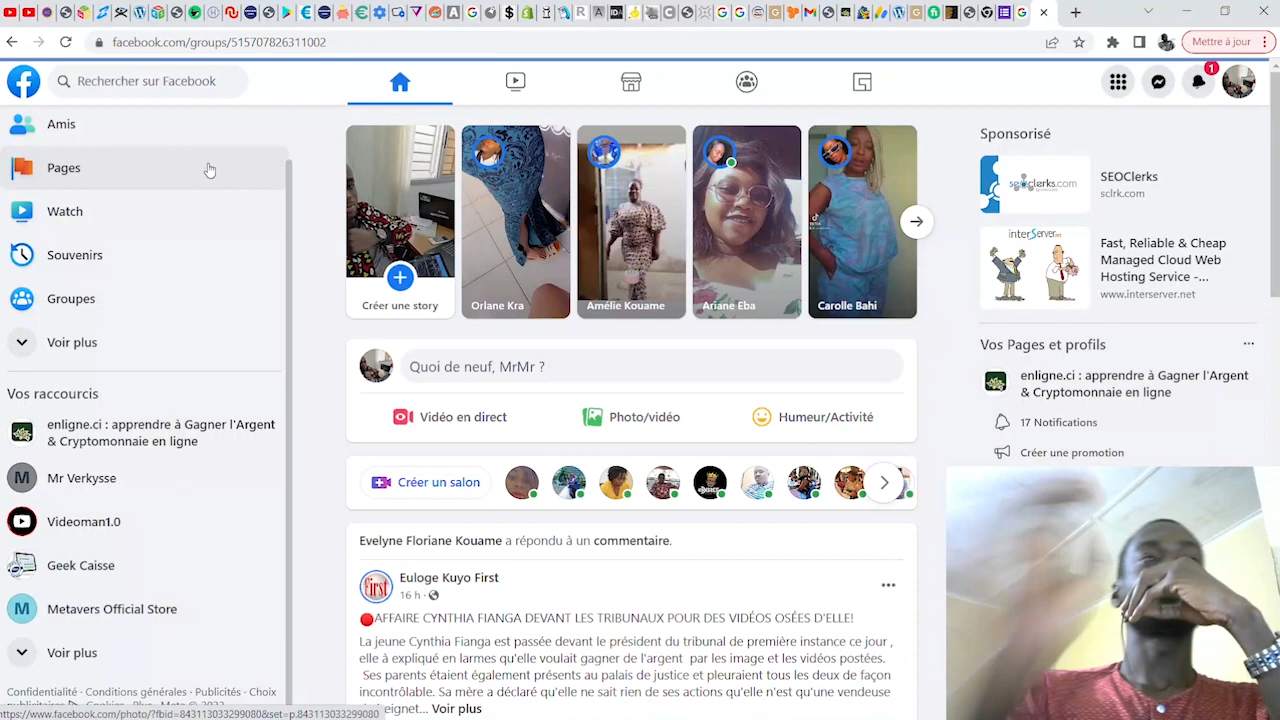 facebook.com/groups/515707826311002
Mettre à jour
Rechercher sur Facebook
1
Amis
Pages
Watch
Souvenirs
Groupes
Voir plus
Vos raccourcis
enligne.ci : apprendre à Gagner l'Argent
& Cryptomonnaie en ligne
M Mr Verkysse
Videoman1.0
Geek Caisse
M Metavers Official Store
Voir plus
Confidentialité · Conditions générales · Publicités · Choix
https://www.facebook.com/photo/?fbid=843113033299080&set=p.843113033299080
Créer une story
Orlane Kra
Amélie Kouame
Ariane Eba
Carolle Bahi
Quoi de neuf, MrMr ?
Vidéo en direct
Photo/vidéo
Humeur/Activité
Créer un salon
Evelyne Floriane Kouame a répondu à un commentaire.
first
Euloge Kuyo First
16 h ·
AFFAIRE CYNTHIA FIANGA DEVANT LES TRIBUNAUX POUR DES VIDÉOS OSÉES D'ELLE!
La jeune Cynthia Fianga est passée devant le président du tribunal de première instance ce jour ,
elle à expliqué en larmes qu'elle voulait gagner de l'argent par les image et les vidéos postées.
Ses parents étaient également présents au palais de justice et pleuraient tous les deux de façon
incontrôlable. Sa mère a déclaré qu'elle ne sait rien de ses actions qu'elle n'est qu'une vendeuse
Voir plus
Sponsorisé
seoclerks.com
SEOClerks
sclrk.com
interServer.net
Fast, Reliable & Cheap
Managed Cloud Web
Hosting Service -...
www.interserver.net
Vos Pages et profils
enligne.ci : apprendre à Gagner l'Argent
& Cryptomonnaie en ligne
17 Notifications
Créer une promotion